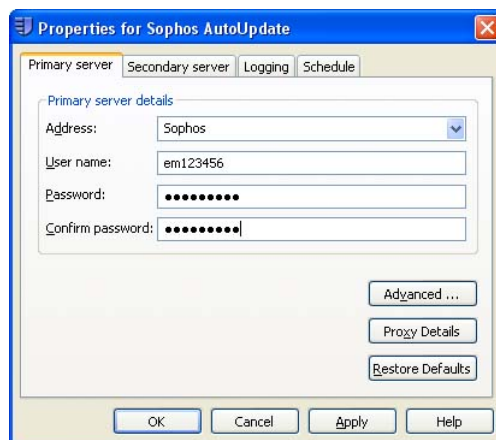 Properties for Sophos AutoUpdate
Primary server Secondary server Logging Schedule
Primary server details
Address: Sophos
User name: em123456
Password: ●●●●●●●●●
Confirm password: ●●●●●●●●●
Advanced ...
Proxy Details
Restore Defaults
OK Cancel Apply Help